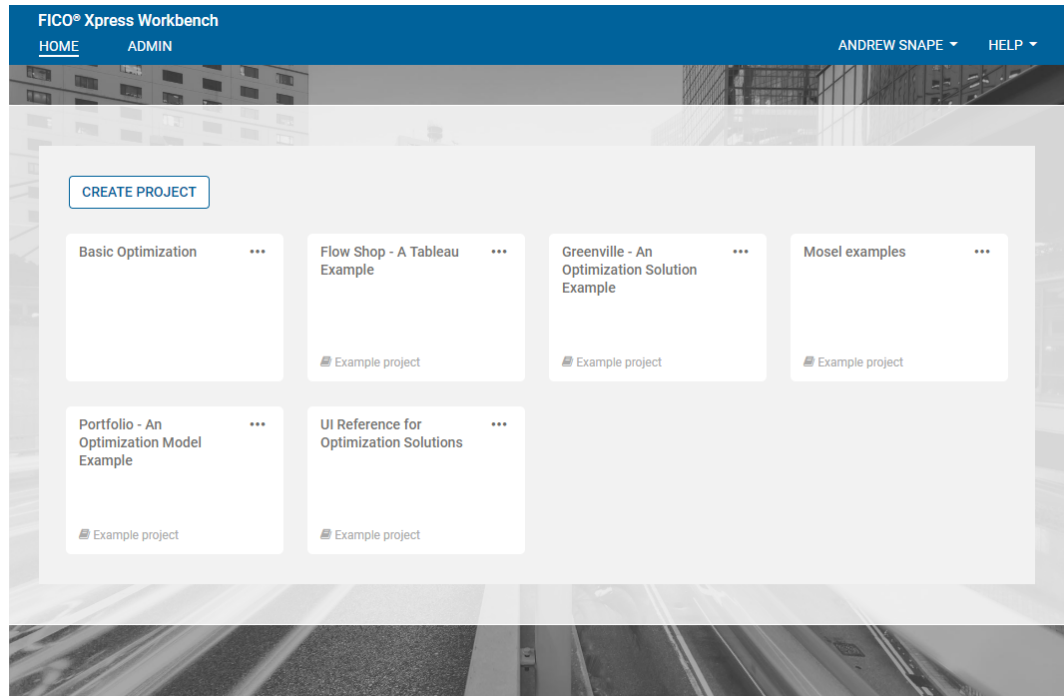 FICO® Xpress Workbench
HOME
ADMIN
ANDREW SNAPE
HELP
CREATE PROJECT
Basic Optimization
Flow Shop - A Tableau
Example
Example project
Greenville - An
Optimization Solution
Example
Example project
Mosel examples
Example project
Portfolio - An
Optimization Model
Example
Example project
UI Reference for
Optimization Solutions
Example project